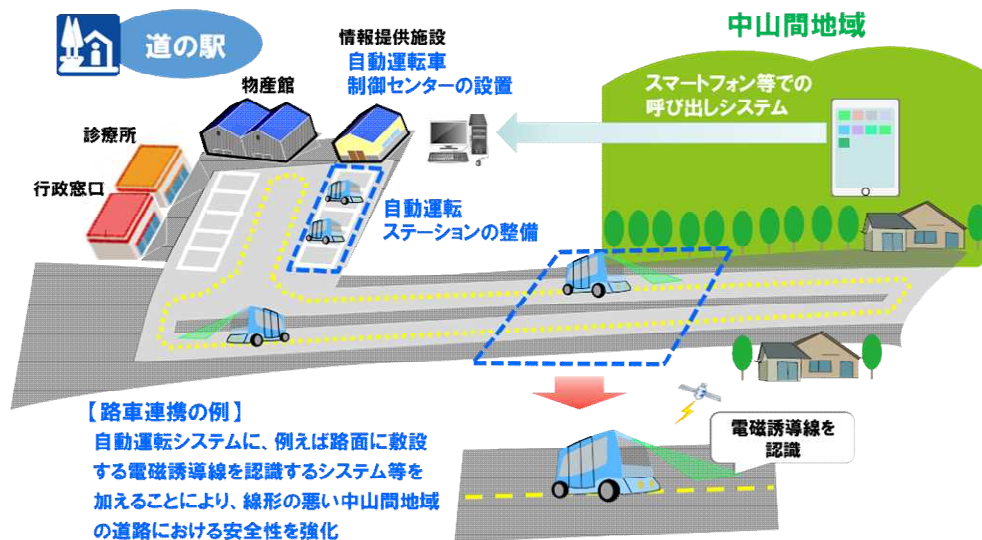 道の駅
中山間地域
情報提供施設
自動運転車
制御センターの設置
物産館
スマートフォン等での
呼び出しシステム
診療所
行政窓口
自動運転
ステーションの整備
【路車連携の例】
自動運転システムに、例えば路面に敷設
する電磁誘導線を認識するシステム等を
加えることにより、線形の悪い中山間地域
の道路における安全性を強化
電磁誘導線を
認識